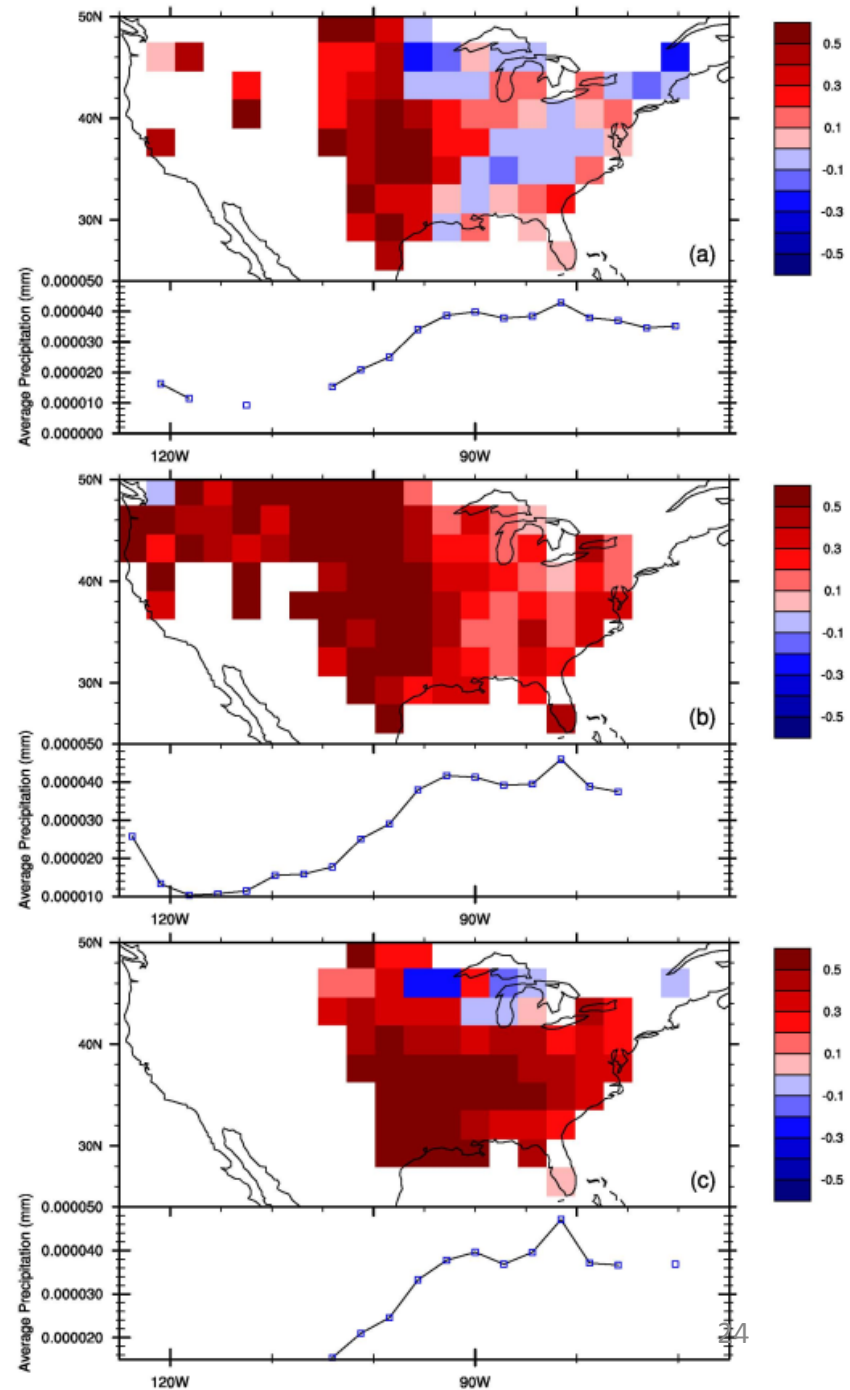 50N
40N
30N
(a)
0.5
0.3
0.1
-0.1
-0.3
-0.5
Average Precipitation (mm)
0.000050
0.000040
0.000030
0.000020
0.000010
0.000000
120W
90W
50N
40N
30N
(b)
0.5
0.3
0.1
-0.1
-0.3
-0.5
Average Precipitation (mm)
0.000050
0.000040
0.000030
0.000020
0.000010
120W
90W
50N
40N
30N
(c)
0.5
0.3
0.1
-0.1
-0.3
-0.5
Average Precipitation (mm)
0.000050
0.000040
0.000030
0.000020
24
120W
90W